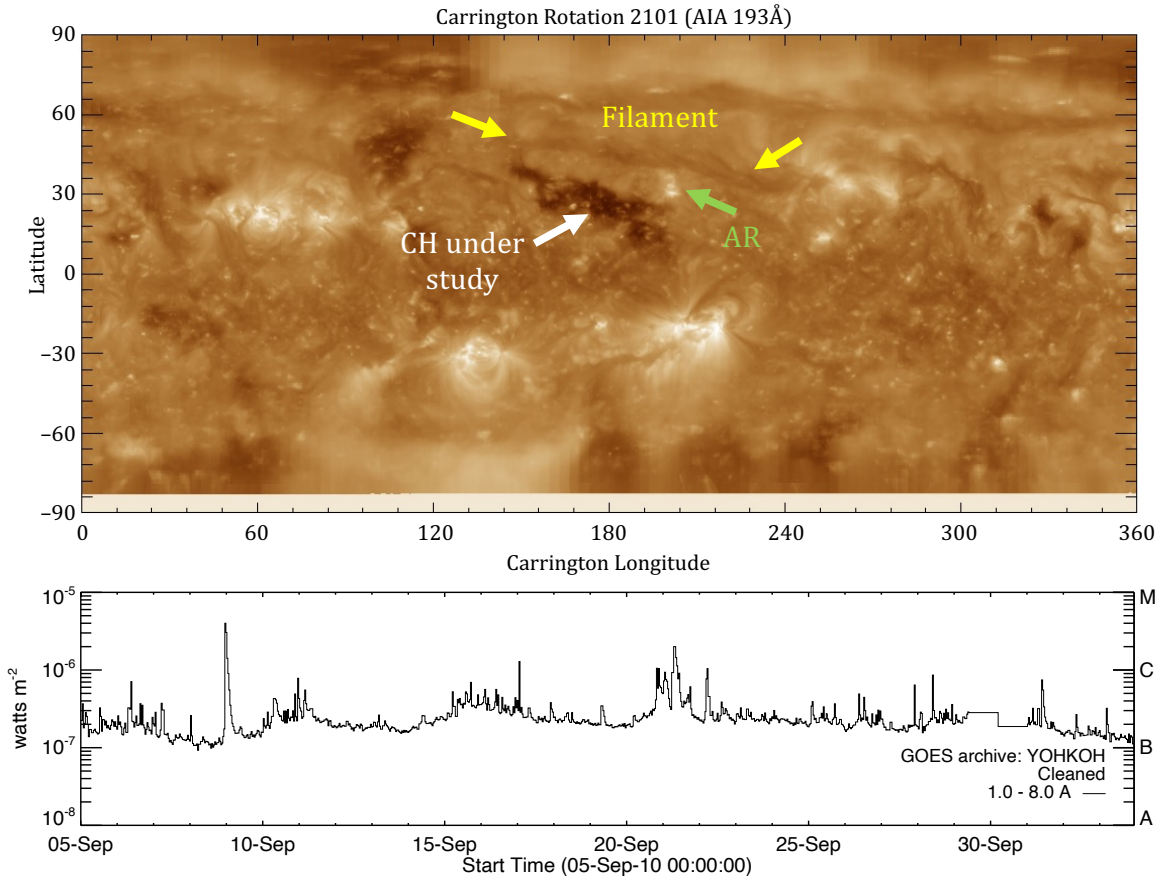 Carrington Rotation 2101 (AIA 193Å)
90
60
30
0
−30
−60
−90
Latitude
Filament
CH under
study
AR
0 60 120 180 240 300 360
Carrington Longitude
10-5
10-6
10-7
10-8
watts m-2
M
C
B
A
GOES archive: YOHKOH
Cleaned
1.0 - 8.0 A
05-Sep 10-Sep 15-Sep 20-Sep 25-Sep 30-Sep
Start Time (05-Sep-10 00:00:00)